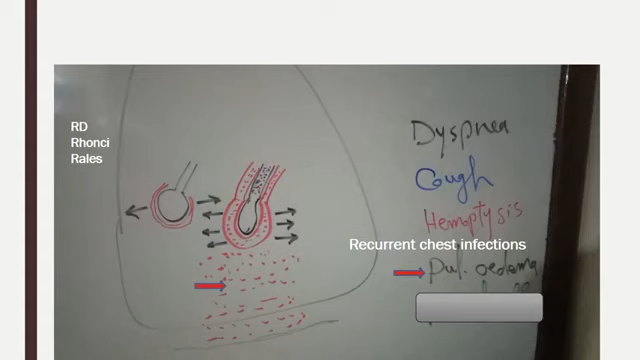 RD
Rhonci
Rales
Dyspnea
Cough
Hemoptysis
Recurrent chest infections
Pul. oedema